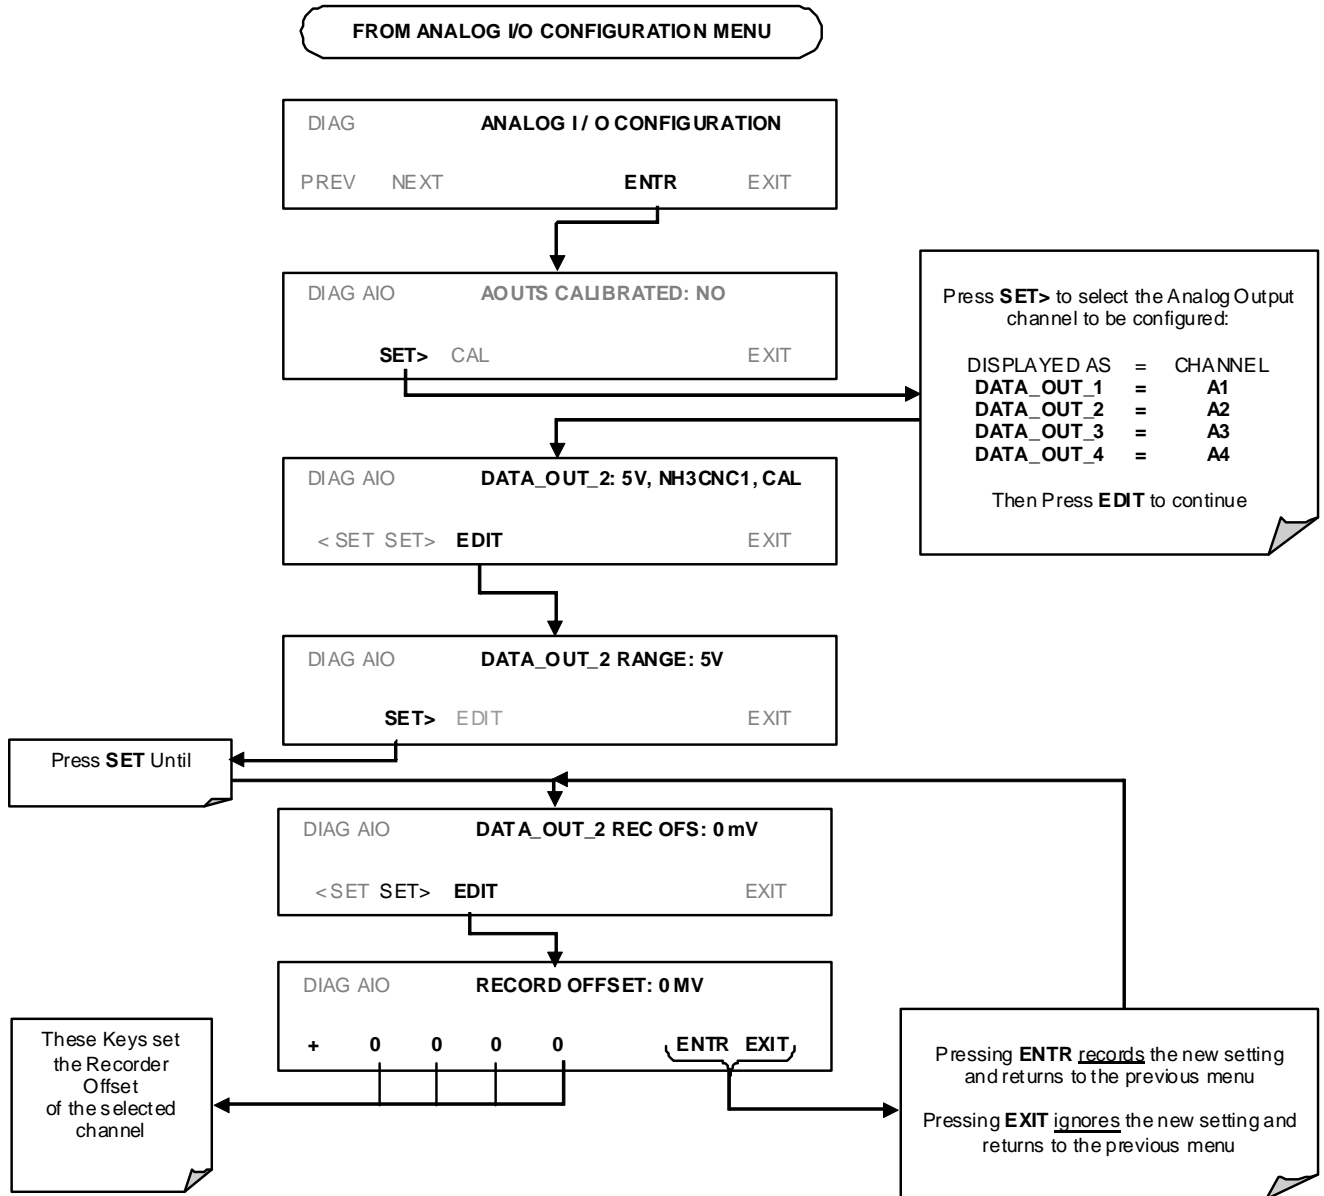 FROM ANALOG I/O CONFIGURATION MENU
DIAG ANALOG I / O CONFIGURATION
PREV NEXT ENTR EXIT
DIAG AIO AOUTS CALIBRATED: NO
SET> CAL EXIT
Press SET> to select the Analog Output
channel to be configured:
DISPLAYED AS = CHANNEL
DATA_OUT_1 = A1
DATA_OUT_2 = A2
DATA_OUT_3 = A3
DATA_OUT_4 = A4
Then Press EDIT to continue
DIAG AIO DATA_OUT_2: 5V, NH3CNC1, CAL
< SET SET> EDIT EXIT
DIAG AIO DATA_OUT_2 RANGE: 5V
SET> EDIT EXIT
Press SET Until
DIAG AIO DATA_OUT_2 REC OFS: 0 mV
< SET SET> EDIT EXIT
DIAG AIO RECORD OFFSET: 0 MV
+ 0 0 0 0 ENTR EXIT
These Keys set
the Recorder
Offset
of the selected
channel
Pressing ENTR records the new setting
and returns to the previous menu
Pressing EXIT ignores the new setting and
returns to the previous menu